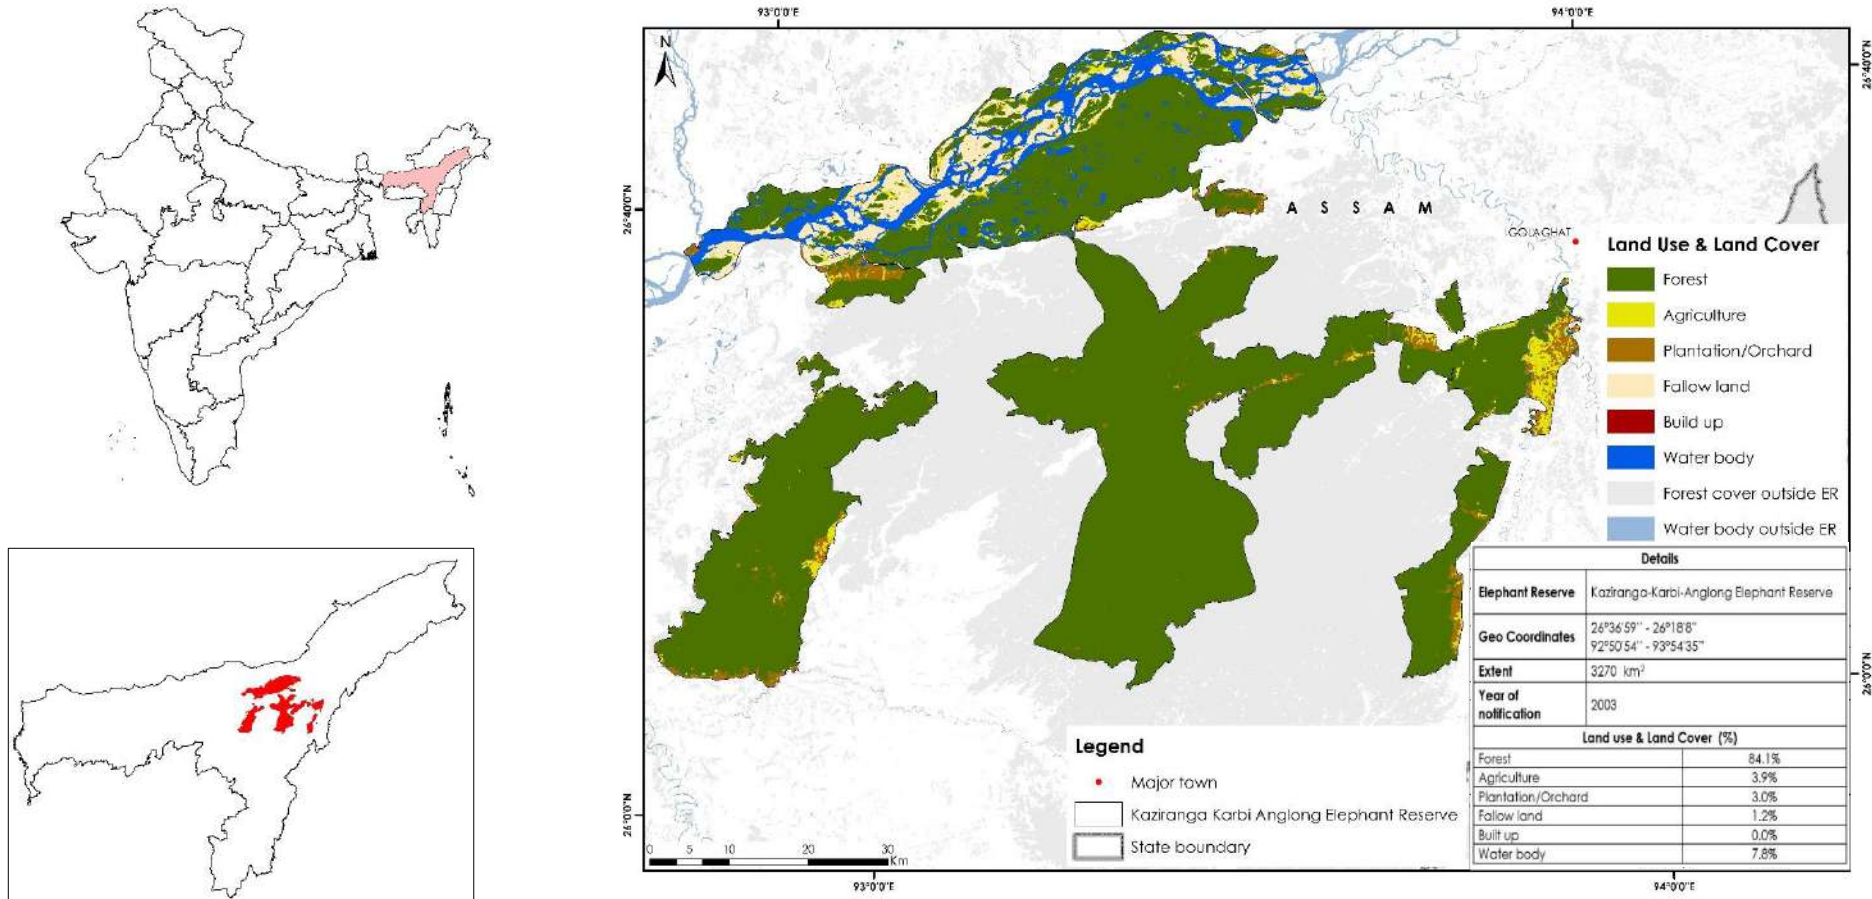 93°0'0"E
94°0'0"E
N
26°40'0"N
26°40'0"N
A S S A M
GOLAGHAT
Land Use & Land Cover
Forest
Agriculture
Plantation/Orchard
Fallow land
Build up
Water body
Forest cover outside ER
Water body outside ER
Details
Elephant Reserve Kaziranga-Karbi-Anglong Elephant Reserve
Geo Coordinates 26°36'59'' - 26°18'8''
92°50'54'' - 93°54'35''
Extent 3270 km²
Year of notification 2003
Land use & Land Cover (%)
Forest 84.1%
Agriculture 3.9%
Plantation/Orchard 3.0%
Fallow land 1.2%
Built up 0.0%
Water body 7.8%
26°0'0"N
26°0'0"N
Legend
Major town
Kaziranga Karbi Anglong Elephant Reserve
State boundary
0 5 10 20 30 Km
93°0'0"E
94°0'0"E